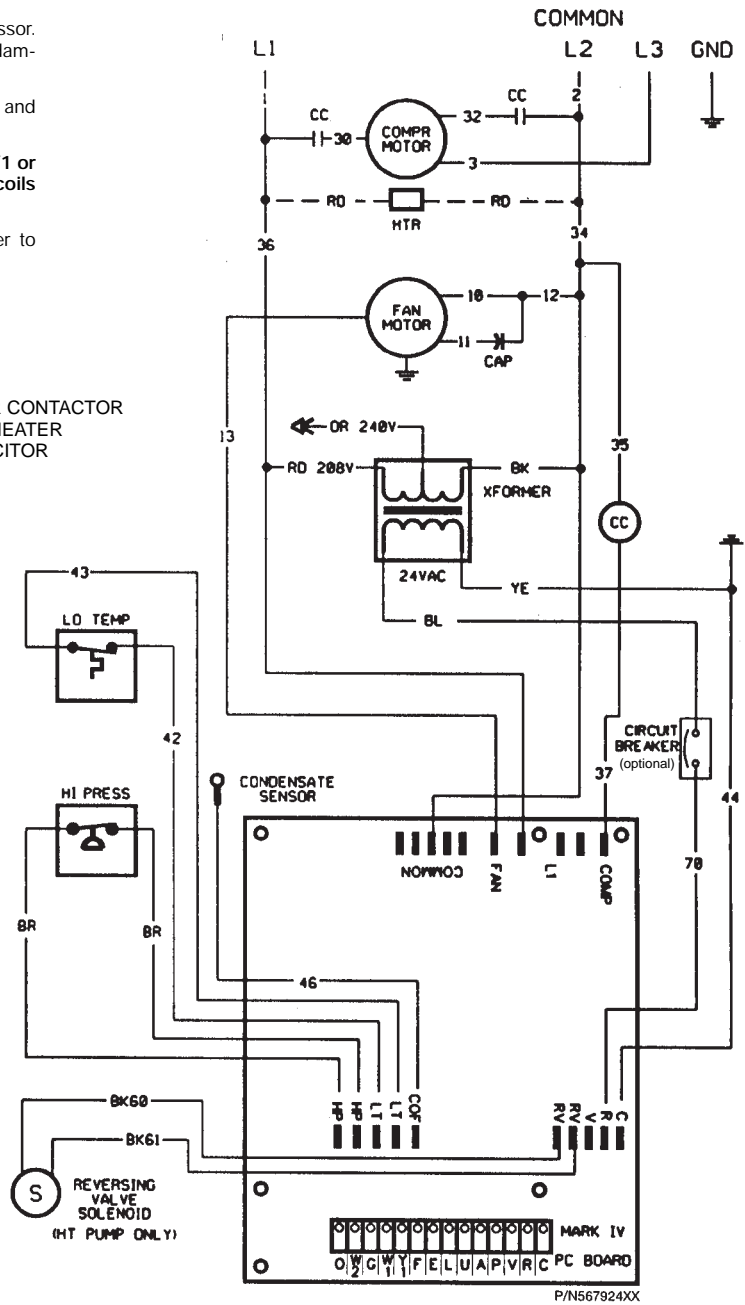 ssor.
lam-
and
1 or
coils
er to
CONTACTOR
HEATER
CITOR
COMMON
L1 L2 L3 GND
2
CC 30 COMPR MOTOR 32 CC
3
RD HTR RD
36 34
FAN MOTOR 10 12
11 CAP
13
OR 240V
35
RD 208V BK
XFORMER
CC
24VAC
YE
BL
43
LO TEMP
42
CIRCUIT
BREAKER
(optional)
37
44
CONDENSATE
SENSOR
HI PRESS
70
COMMON FAN L1 COMP
BR BR
46
HP HP LT LT COF
RV RV V R C
BK60
BK61
S
REVERSING
VALVE
SOLENOID
(HT PUMP ONLY)
MARK IV
PC BOARD
O W2 G W1 Y1 F E L U A P V R C
P/N567924XX